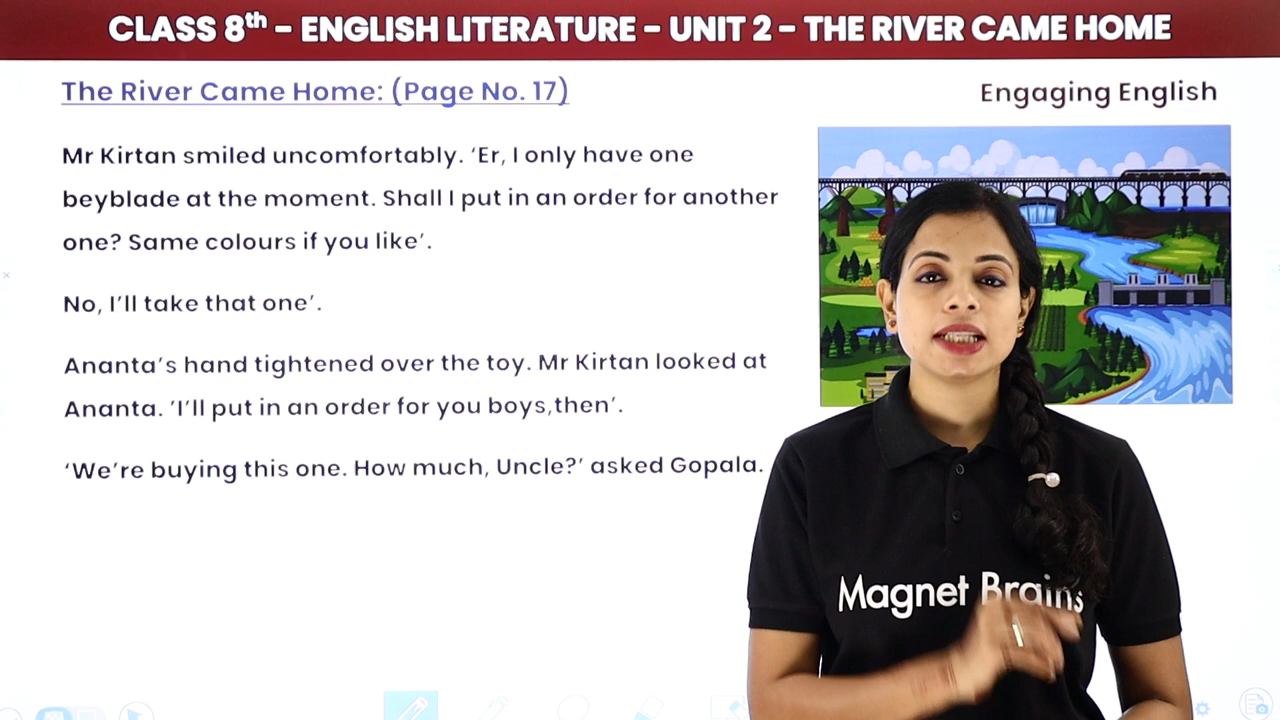 CLASS 8th - ENGLISH LITERATURE - UNIT 2 - THE RIVER CAME HOME
The River Came Home: (Page No. 17)
Engaging English
Mr Kirtan smiled uncomfortably. ‘Er, I only have one
beyblade at the moment. Shall I put in an order for another
one? Same colours if you like’.
No, I’ll take that one’.
Ananta’s hand tightened over the toy. Mr Kirtan looked at
Ananta. ’I’ll put in an order for you boys,then’.
‘We’re buying this one. How much, Uncle?’ asked Gopala.
Magnet Brains